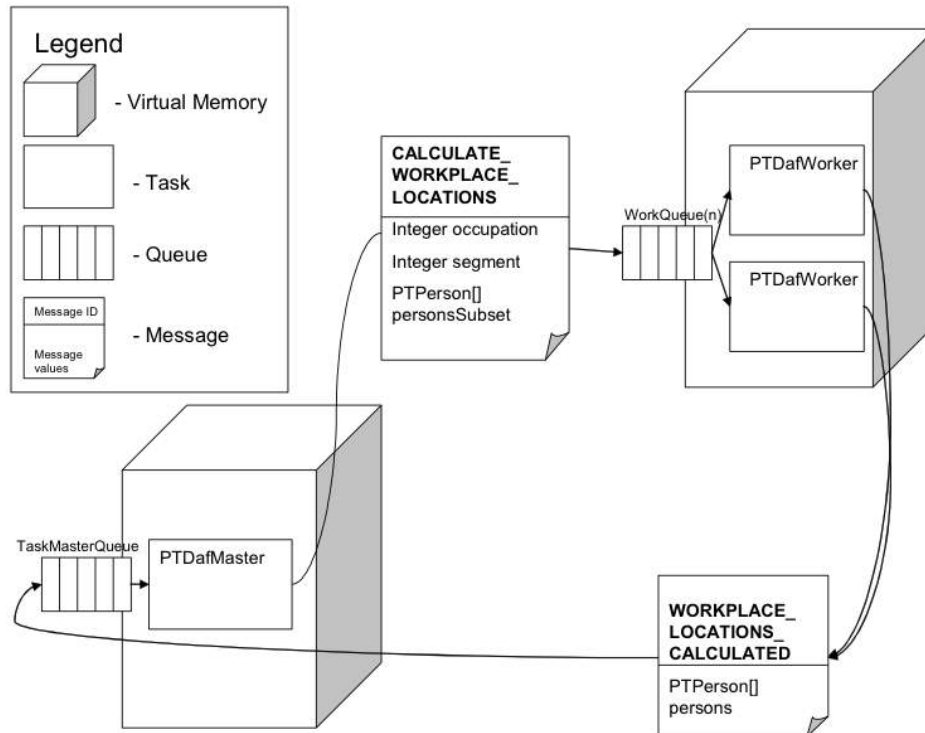 Legend
- Virtual Memory
- Task
- Queue
Message ID
Message
values
- Message
CALCULATE_
WORKPLACE_
LOCATIONS
Integer occupation
Integer segment
PTPerson[]
personsSubset
WorkQueue(n)
PTDafWorker
PTDafWorker
TaskMasterQueue
PTDafMaster
WORKPLACE_
LOCATIONS_
CALCULATED
PTPerson[]
persons